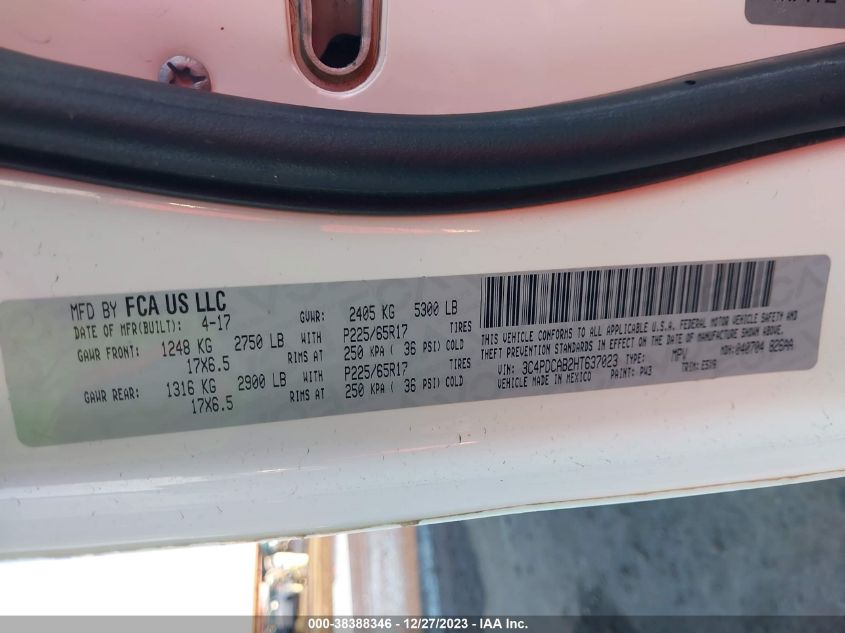 MFD BY FCA US LLC
DATE OF MFR(BUILT): 4-17
GVWR: 2405 KG 5300 LB
GAWR FRONT: 1248 KG 2750 LB WITH P225/65R17 TIRES
17X6.5 RIMS AT 250 KPA ( 36 PSI) COLD
GAWR REAR: 1316 KG 2900 LB WITH P225/65R17 TIRES
17X6.5 RIMS AT 250 KPA ( 36 PSI) COLD
THIS VEHICLE CONFORMS TO ALL APPLICABLE U.S.A. FEDERAL MOTOR VEHICLE SAFETY AND
THEFT PREVENTION STANDARDS IN EFFECT ON THE DATE OF MANUFACTURE SHOWN ABOVE.
VIN: 3C4PDCAB2HT637023 TYPE: MPV MDH: 040704 826AA
VEHICLE MADE IN MEXICO PAINT: PW3 TRIM:
000-38388346 - 12/27/2023 - IAA Inc.